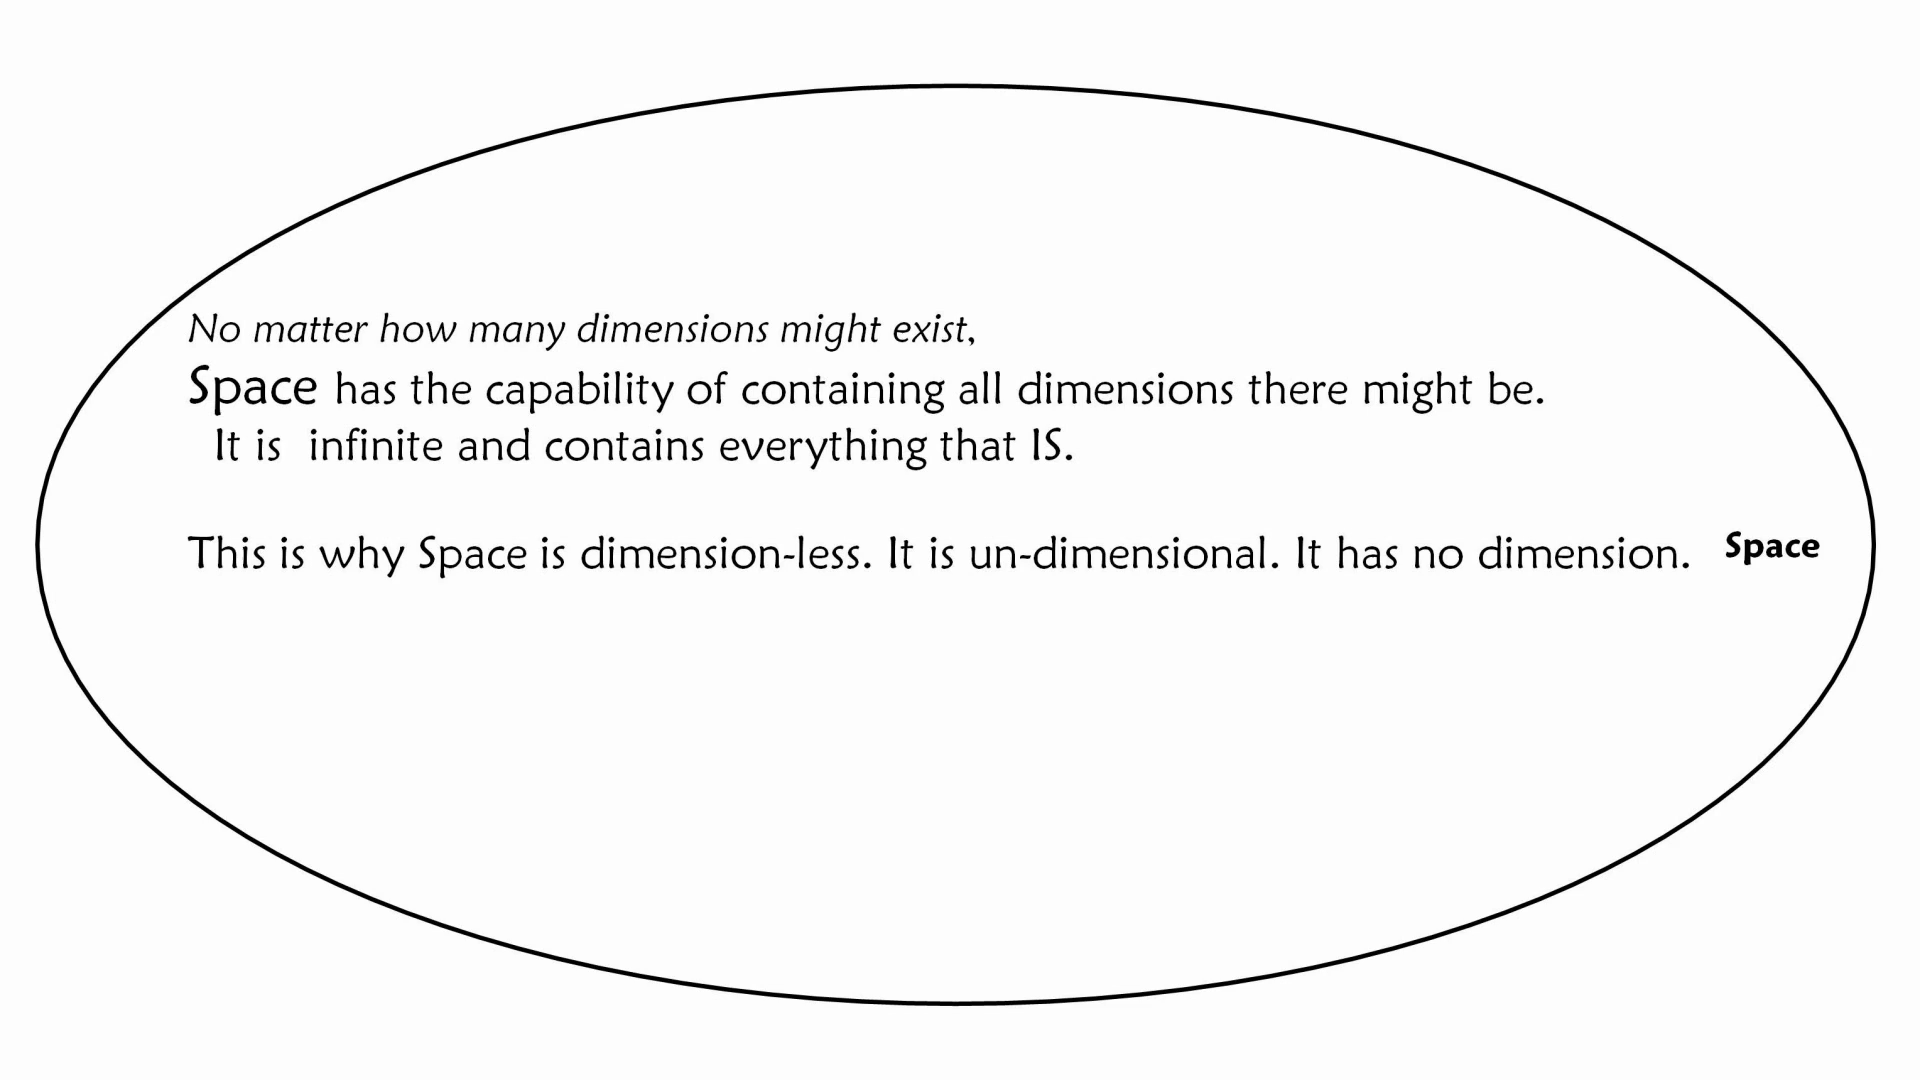 No matter how many dimensions might exist,
Space has the capability of containing all dimensions there might be.
It is infinite and contains everything that IS.
This is why Space is dimension-less. It is un-dimensional. It has no dimension.
Space